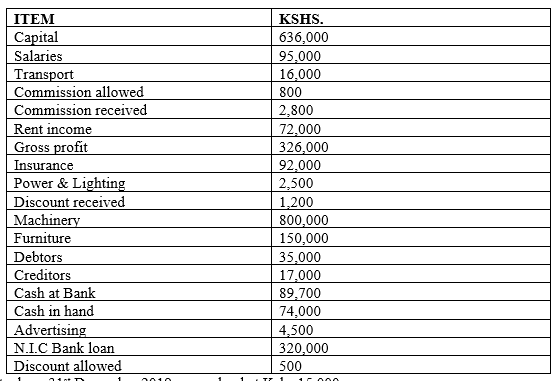 ITEM KSHS.
Capital 636,000
Salaries 95,000
Transport 16,000
Commission allowed 800
Commission received 2,800
Rent income 72,000
Gross profit 326,000
Insurance 92,000
Power & Lighting 2,500
Discount received 1,200
Machinery 800,000
Furniture 150,000
Debtors 35,000
Creditors 17,000
Cash at Bank 89,700
Cash in hand 74,000
Advertising 4,500
N.I.C Bank loan 320,000
Discount allowed 500
31st December 2019